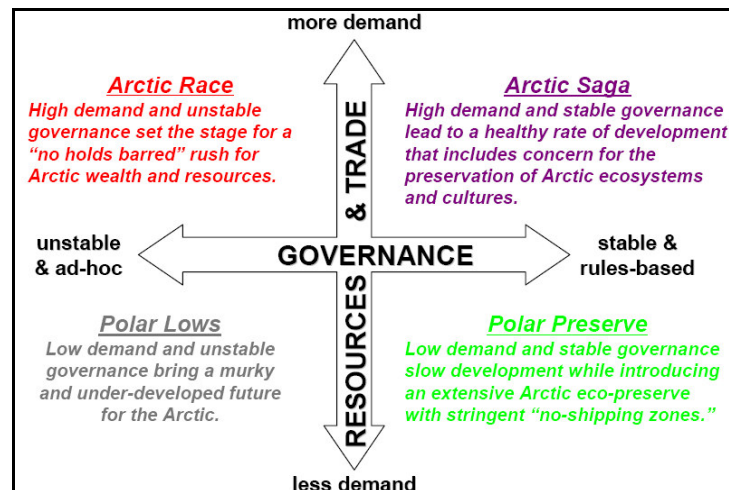 more demand
Arctic Race
High demand and unstable
governance set the stage for a
“no holds barred” rush for
Arctic wealth and resources.
Arctic Saga
High demand and stable governance
lead to a healthy rate of development
that includes concern for the
preservation of Arctic ecosystems
and cultures.
unstable
& ad-hoc
GOVERNANCE
RESOURCES & TRADE
stable &
rules-based
Polar Lows
Low demand and unstable
governance bring a murky
and under-developed future
for the Arctic.
Polar Preserve
Low demand and stable governance
slow development while introducing
an extensive Arctic eco-preserve
with stringent “no-shipping zones.”
less demand